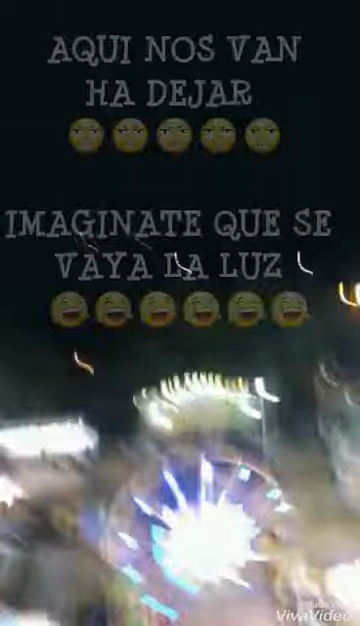 AQUI NOS VAN
HA DEJAR
IMAGINATE QUE SE
VAYA LA LUZ
VivaVideo